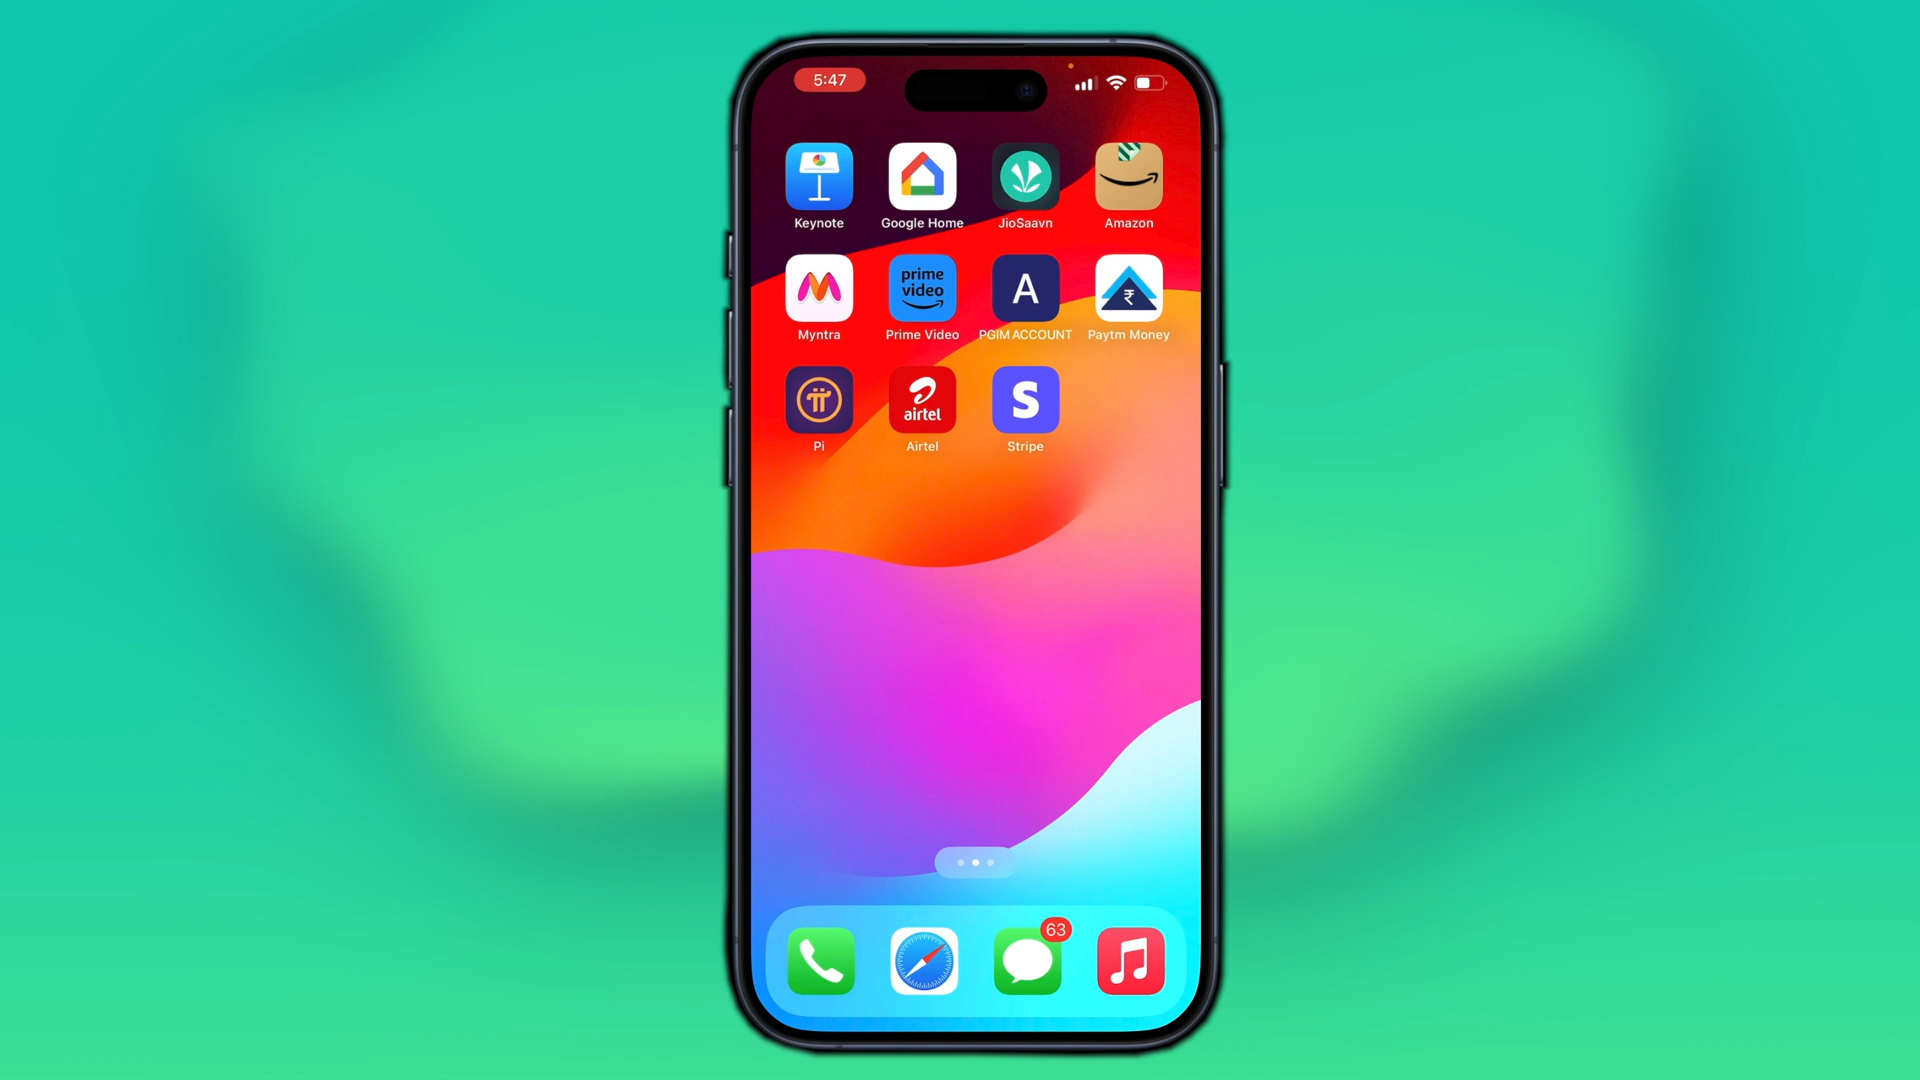 5:47
Keynote
Google Home
JioSaavn
Amazon
prime
video
A
₹
Myntra
Prime Video
PGIM ACCOUNT
Paytm Money
airtel
S
Pi
Airtel
Stripe
63